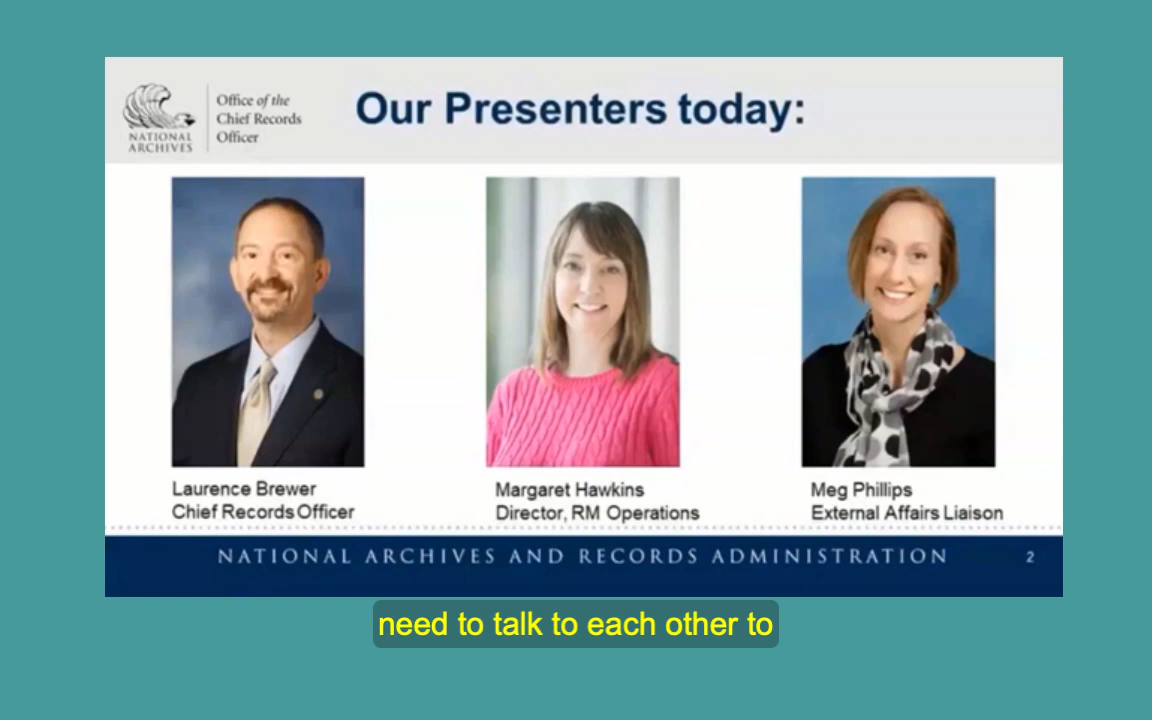 NATIONAL
ARCHIVES
Office of the
Chief Records
Officer
Our Presenters today:
Laurence Brewer
Chief Records Officer
Margaret Hawkins
Director, RM Operations
Meg Phillips
External Affairs Liaison
NATIONAL ARCHIVES AND RECORDS ADMINISTRATION
2
need to talk to each other to